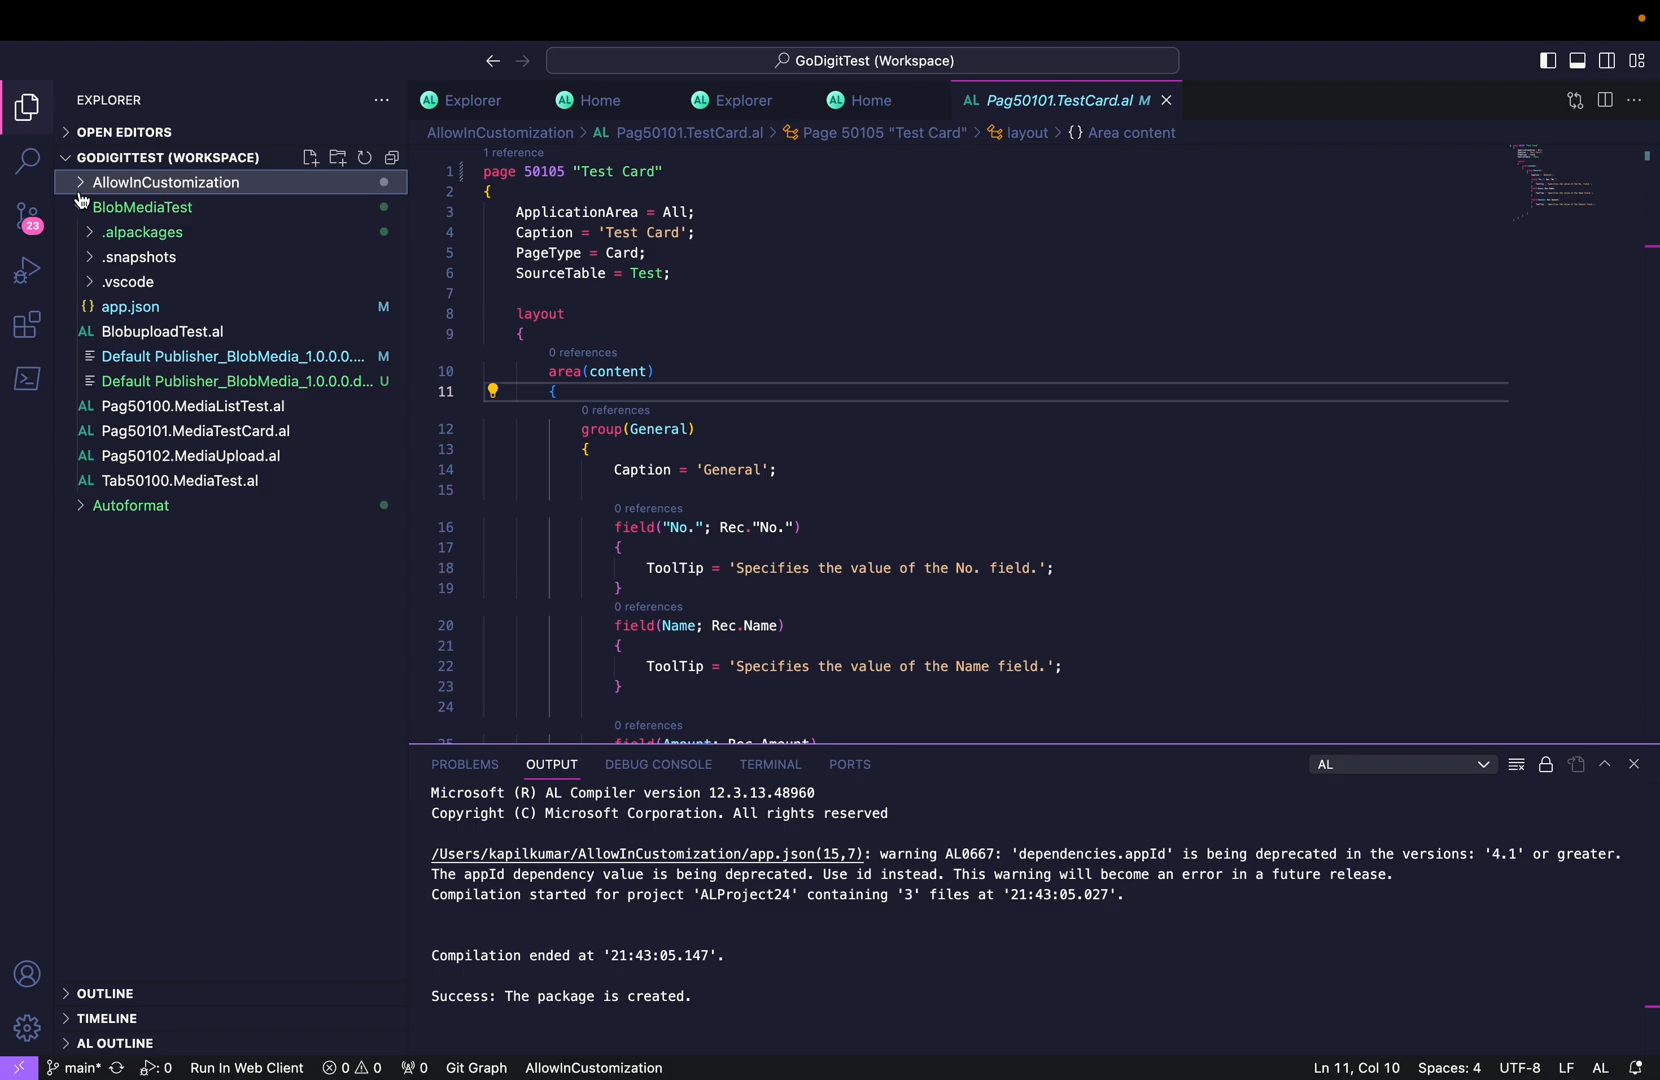 GoDigitTest (Workspace)
EXPLORER
Explorer
Home
Explorer
Home
AL Pag50101.TestCard.al M
OPEN EDITORS
GODIGITTEST (WORKSPACE)
AllowInCustomization
BlobMediaTest
.alpackages
.snapshots
.vscode
{} app.json M
AL BlobuploadTest.al
Default Publisher_BlobMedia_1.0.0.0.... M
Default Publisher_BlobMedia_1.0.0.0.d... U
AL Pag50100.MediaListTest.al
AL Pag50101.MediaTestCard.al
AL Pag50102.MediaUpload.al
AL Tab50100.MediaTest.al
Autoformat
23
OUTLINE
TIMELINE
AL OUTLINE
AllowInCustomization > AL Pag50101.TestCard.al > Page 50105 "Test Card" > layout > {} Area content
1 reference
1 page 50105 "Test Card"
2 {
3 ApplicationArea = All;
4 Caption = 'Test Card';
5 PageType = Card;
6 SourceTable = Test;
7
8 layout
9 {
0 references
10 area(content)
11 {
0 references
12 group(General)
13 {
14 Caption = 'General';
15
0 references
16 field("No."; Rec."No.")
17 {
18 ToolTip = 'Specifies the value of the No. field.';
19 }
0 references
20 field(Name; Rec.Name)
21 {
22 ToolTip = 'Specifies the value of the Name field.';
23 }
24
0 references
25 field(Amount; Rec.Amount)
PROBLEMS OUTPUT DEBUG CONSOLE TERMINAL PORTS AL
Microsoft (R) AL Compiler version 12.3.13.48960
Copyright (C) Microsoft Corporation. All rights reserved
/Users/kapilkumar/AllowInCustomization/app.json(15,7): warning AL0667: 'dependencies.appId' is being deprecated in the versions: '4.1' or greater.
The appId dependency value is being deprecated. Use id instead. This warning will become an error in a future release.
Compilation started for project 'ALProject24' containing '3' files at '21:43:05.027'.
Compilation ended at '21:43:05.147'.
Success: The package is created.
main* : 0 Run In Web Client 0 0 0 Git Graph AllowInCustomization Ln 11, Col 10 Spaces: 4 UTF-8 LF AL